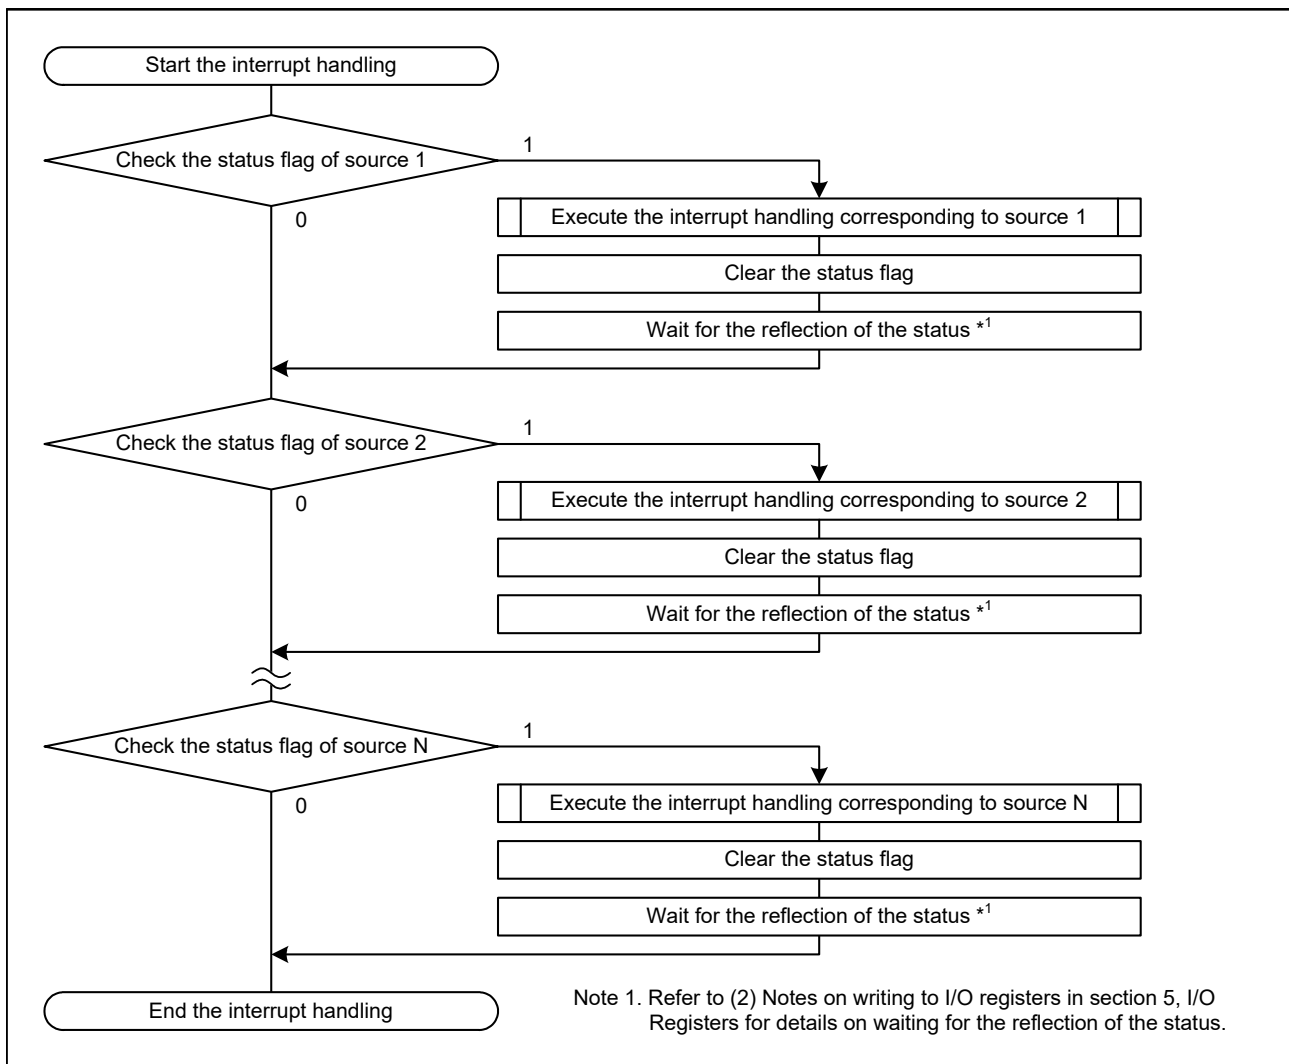 Start the interrupt handling
Check the status flag of source 1
1
0
Execute the interrupt handling corresponding to source 1
Clear the status flag
Wait for the reflection of the status *1
Check the status flag of source 2
1
0
Execute the interrupt handling corresponding to source 2
Clear the status flag
Wait for the reflection of the status *1
Check the status flag of source N
1
0
Execute the interrupt handling corresponding to source N
Clear the status flag
Wait for the reflection of the status *1
End the interrupt handling
Note 1. Refer to (2) Notes on writing to I/O registers in section 5, I/O
Registers for details on waiting for the reflection of the status.